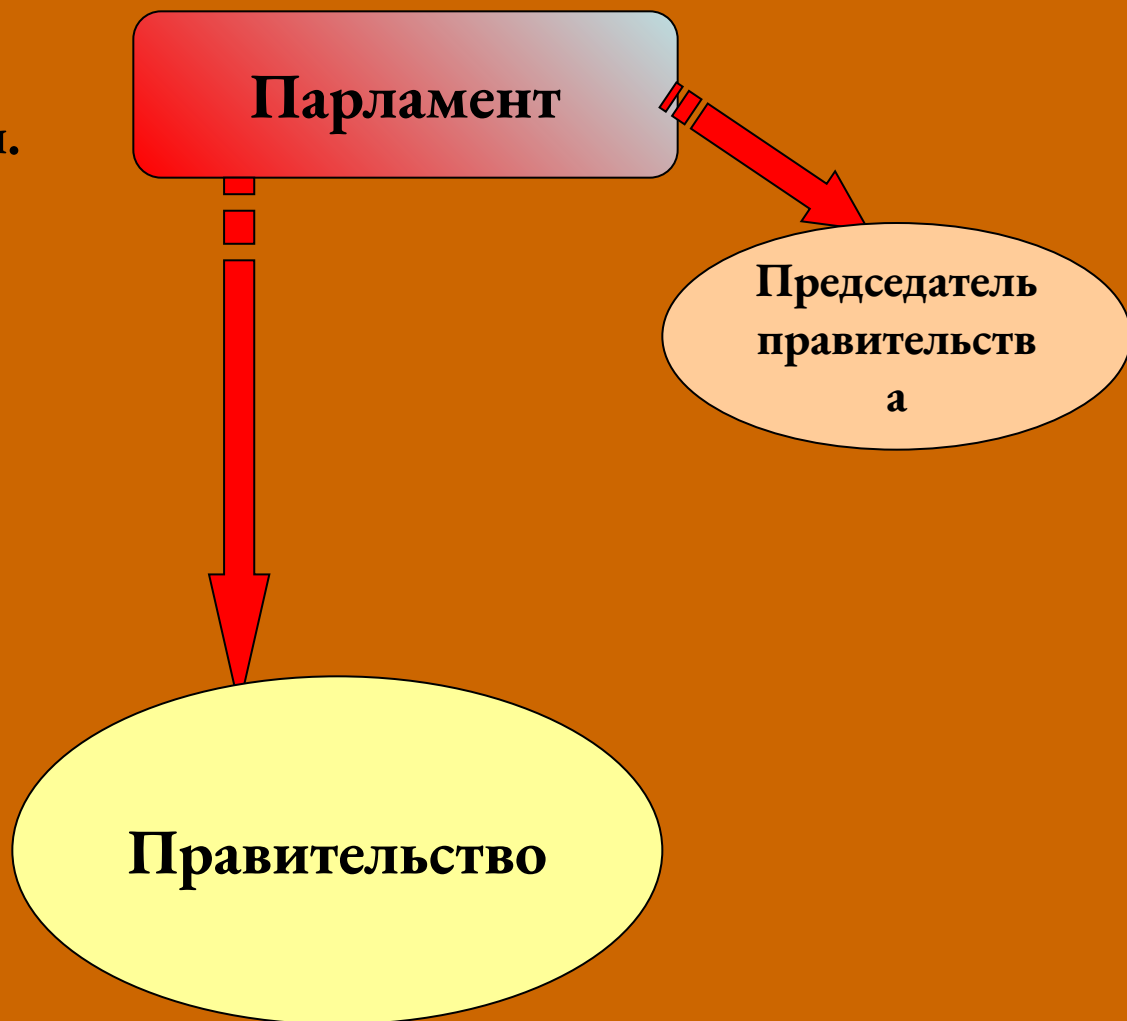 Парламент
Председатель
правительств
а
Правительство